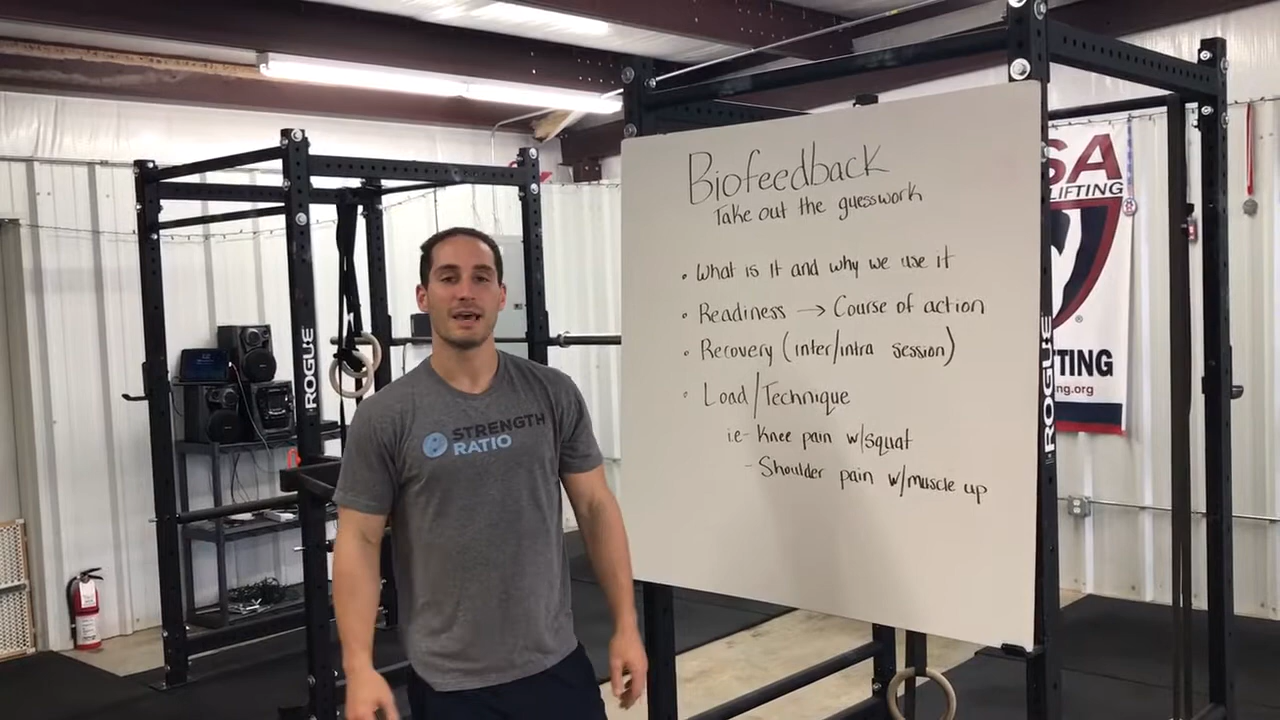 Biofeedback
Take out the guesswork
• What is it and why we use it
• Readiness → Course of action
• Recovery (inter/intra session)
• Load/Technique
i.e- Knee pain w/squat
- Shoulder pain w/muscle up
STRENGTH
RATIO
ROGUE
ROGUE
SA
LIFTING
®
TING
ng.org